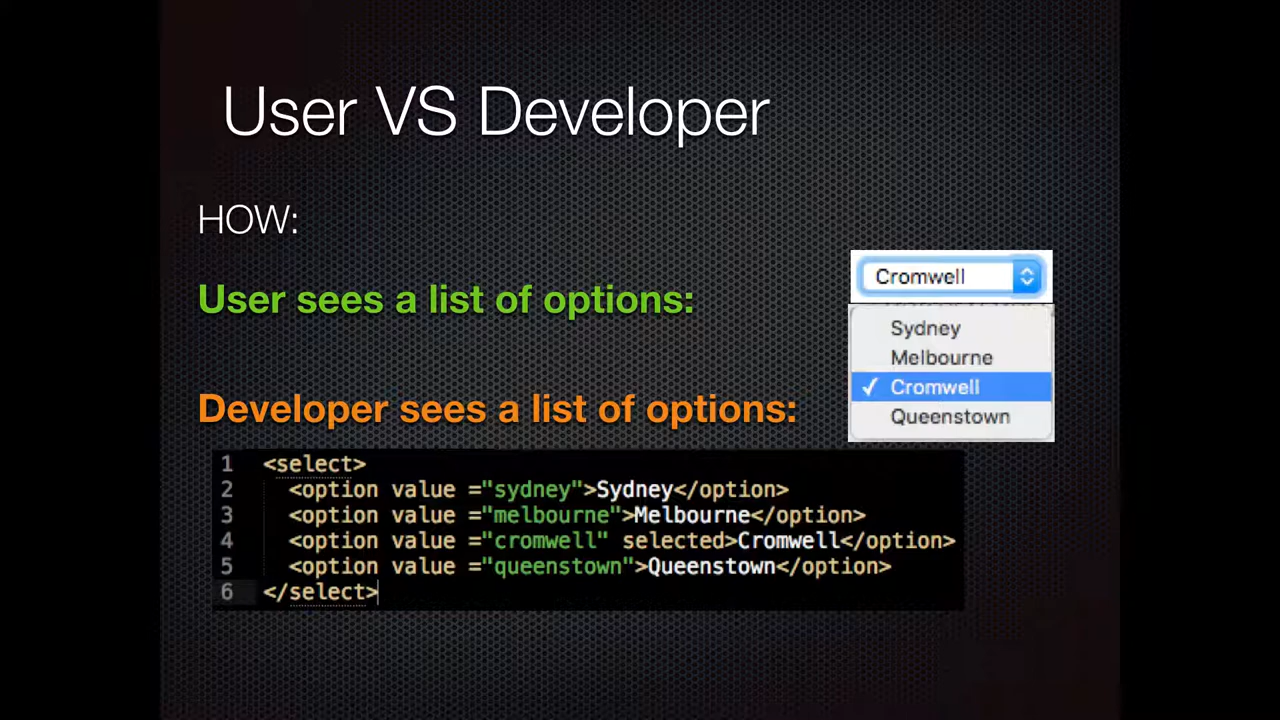 User VS Developer
HOW:
User sees a list of options:
Cromwell
Sydney
Melbourne
✓ Cromwell
Queenstown
Developer sees a list of options:
1 <select>
2 <option value ="sydney">Sydney</option>
3 <option value ="melbourne">Melbourne</option>
4 <option value ="cromwell" selected>Cromwell</option>
5 <option value ="queenstown">Queenstown</option>
6 </select>